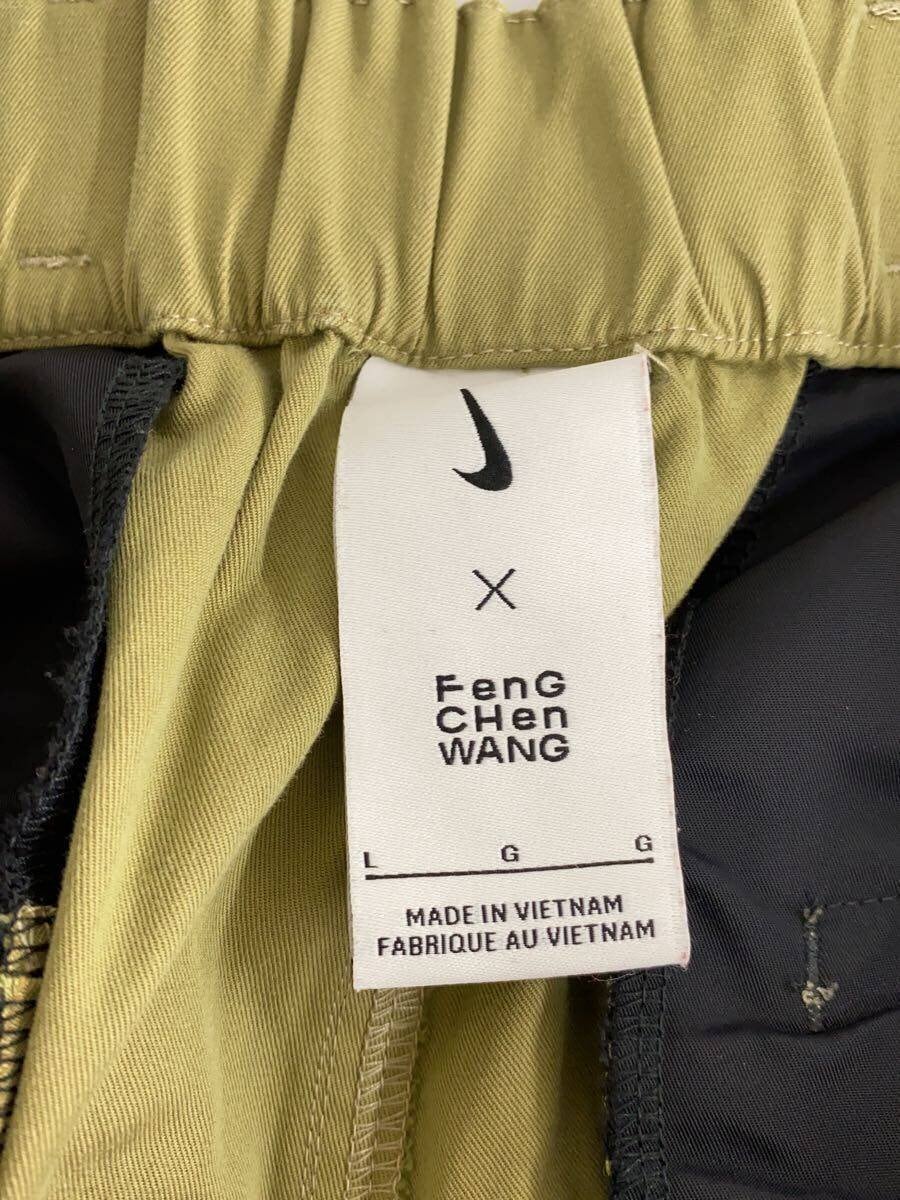 ×
FenG
CHen
WANG
L G G
MADE IN VIETNAM
FABRIQUE AU VIETNAM